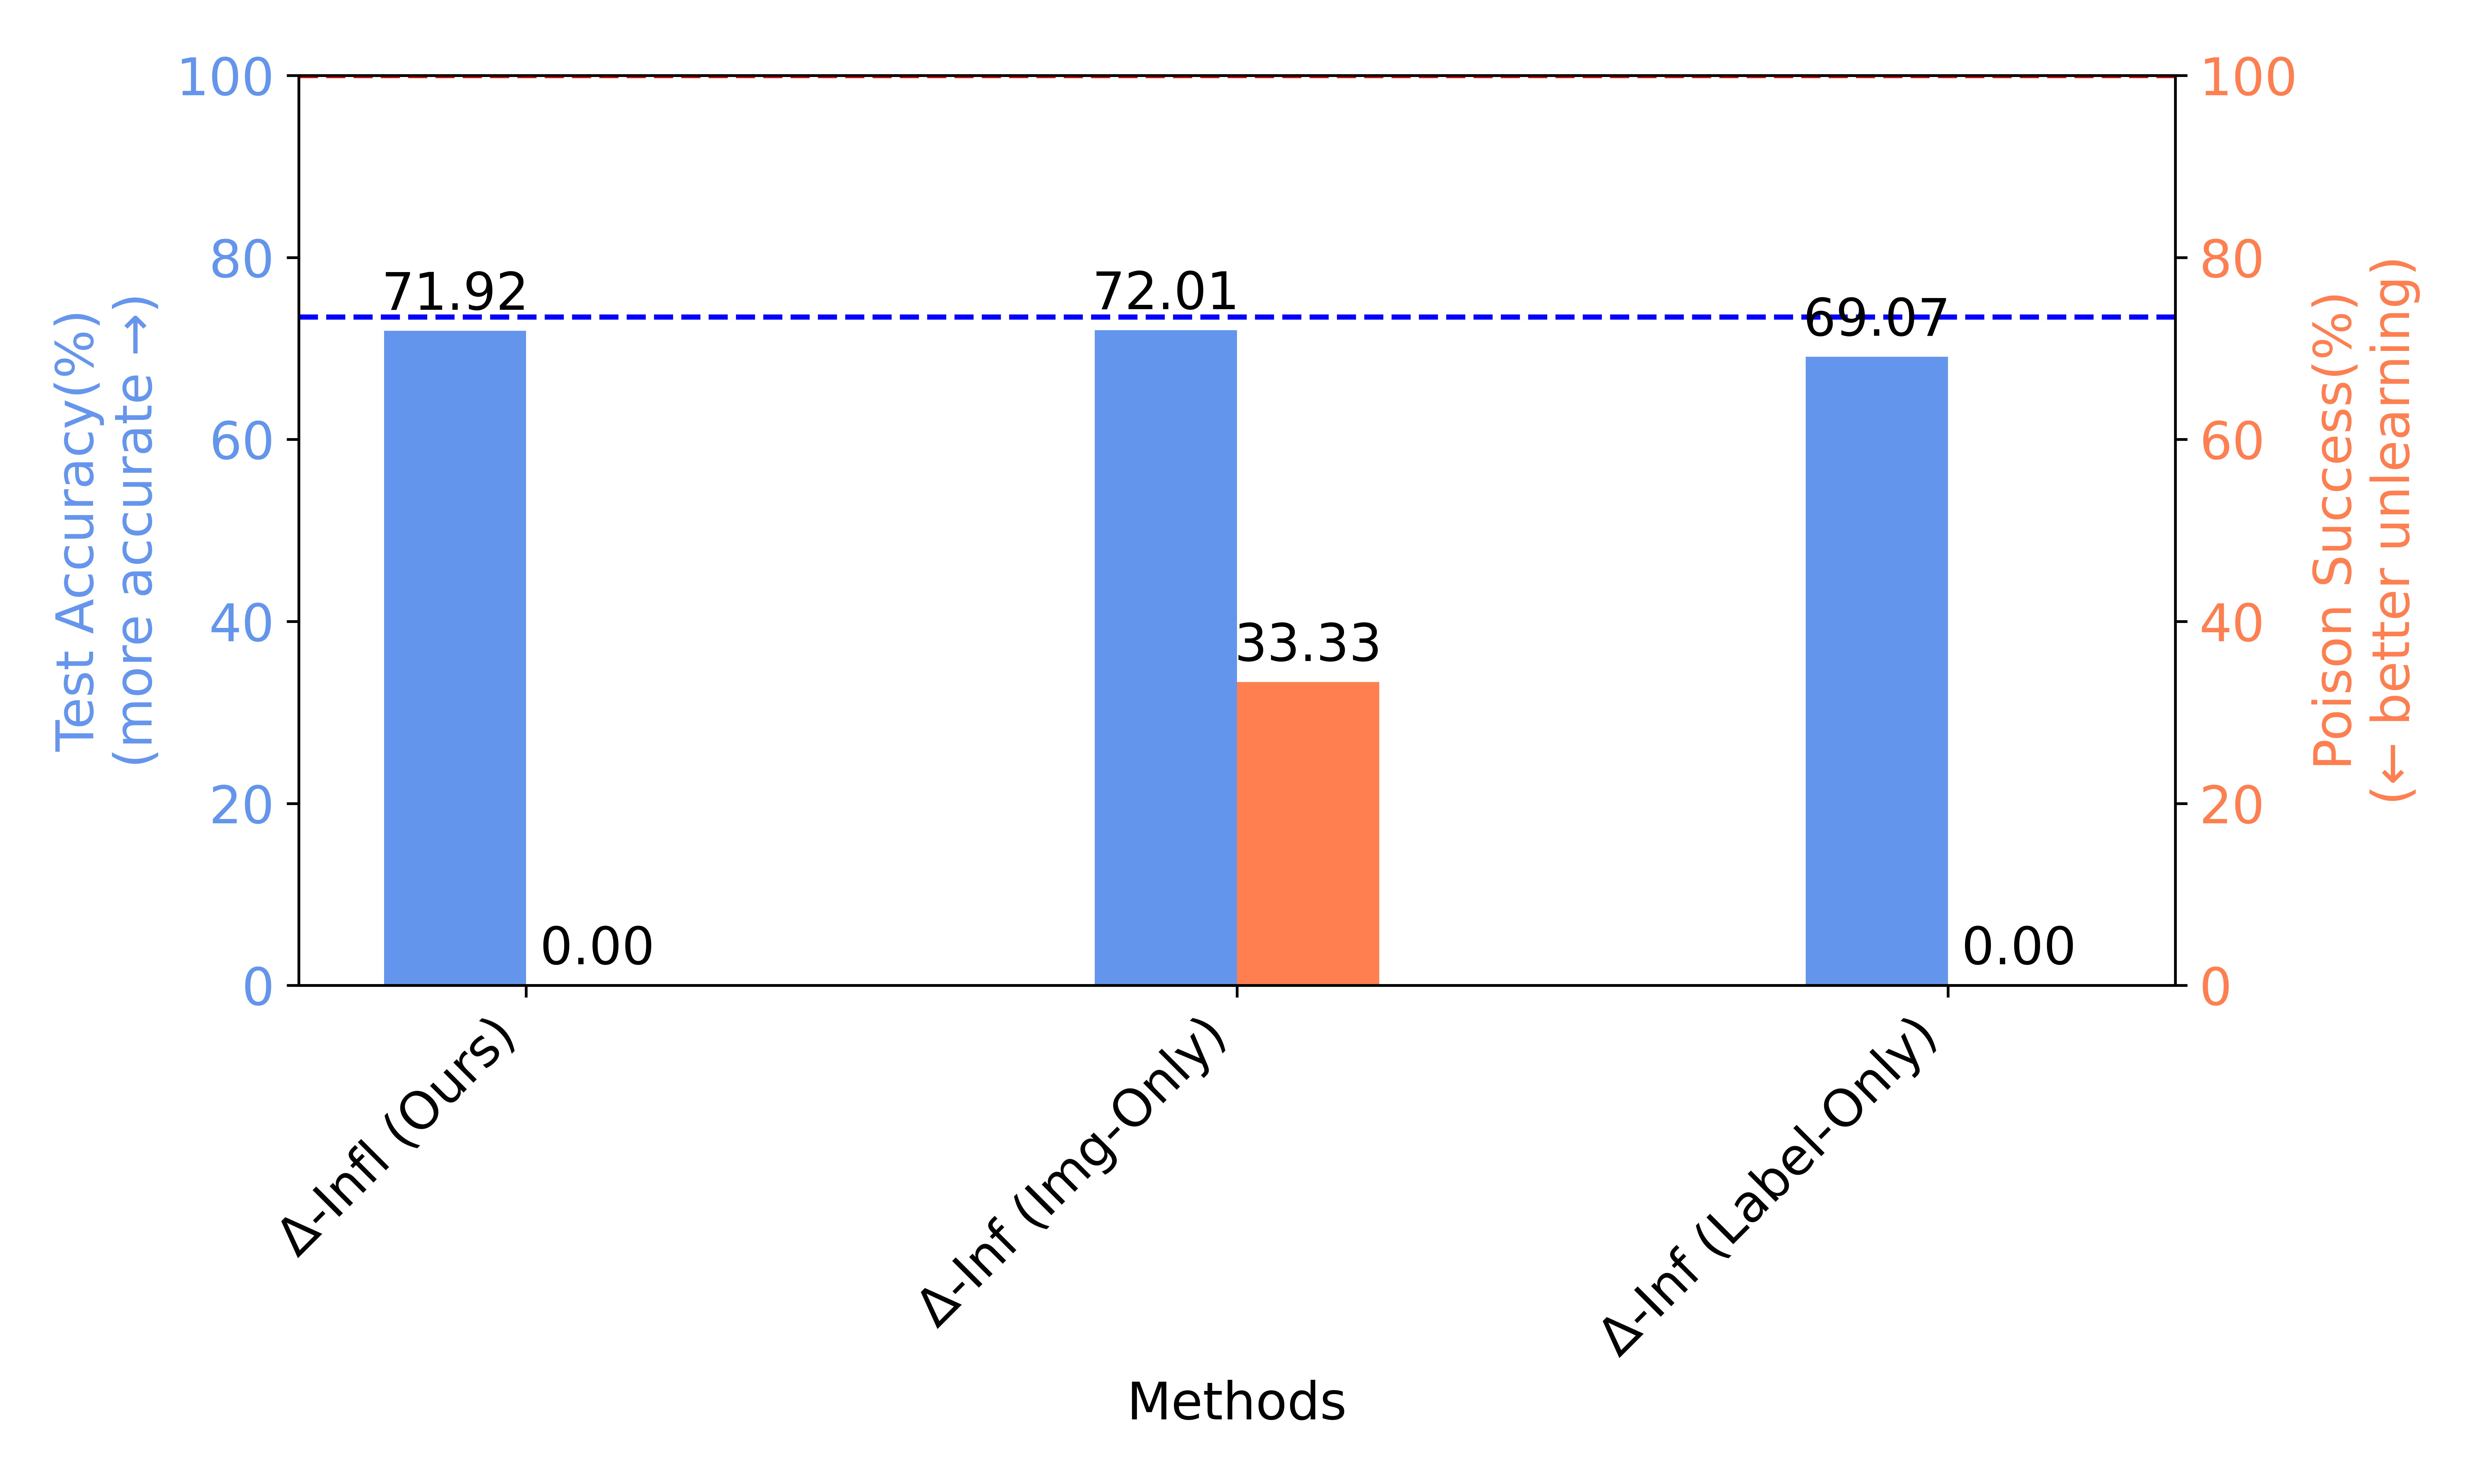 100
80
60
40
20
0
Test Accuracy(%)
(more accurate →)
71.92
0.00
72.01
33.33
69.07
0.00
100
80
60
40
20
0
Poison Success(%)
(← better unlearning)
Δ-Infl (Ours)
Δ-Inf (Img-Only)
Δ-Inf (Label-Only)
Methods